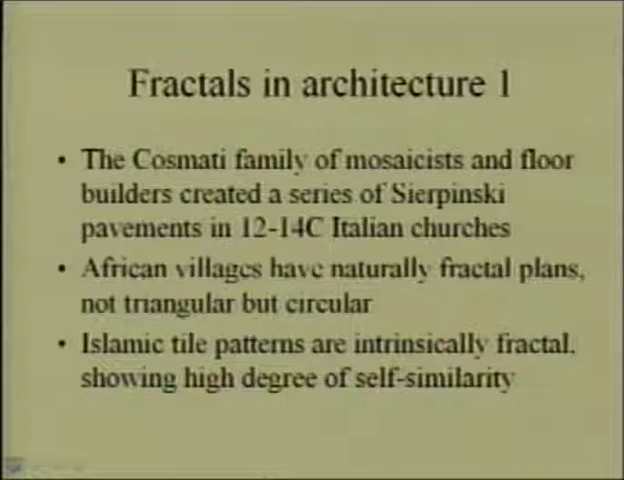 Fractals in architecture 1
• The Cosmati family of mosaicists and floor
builders created a series of Sierpinski
pavements in 12-14C Italian churches
• African villages have naturally fractal plans,
not triangular but circular
• Islamic tile patterns are intrinsically fractal,
showing high degree of self-similarity